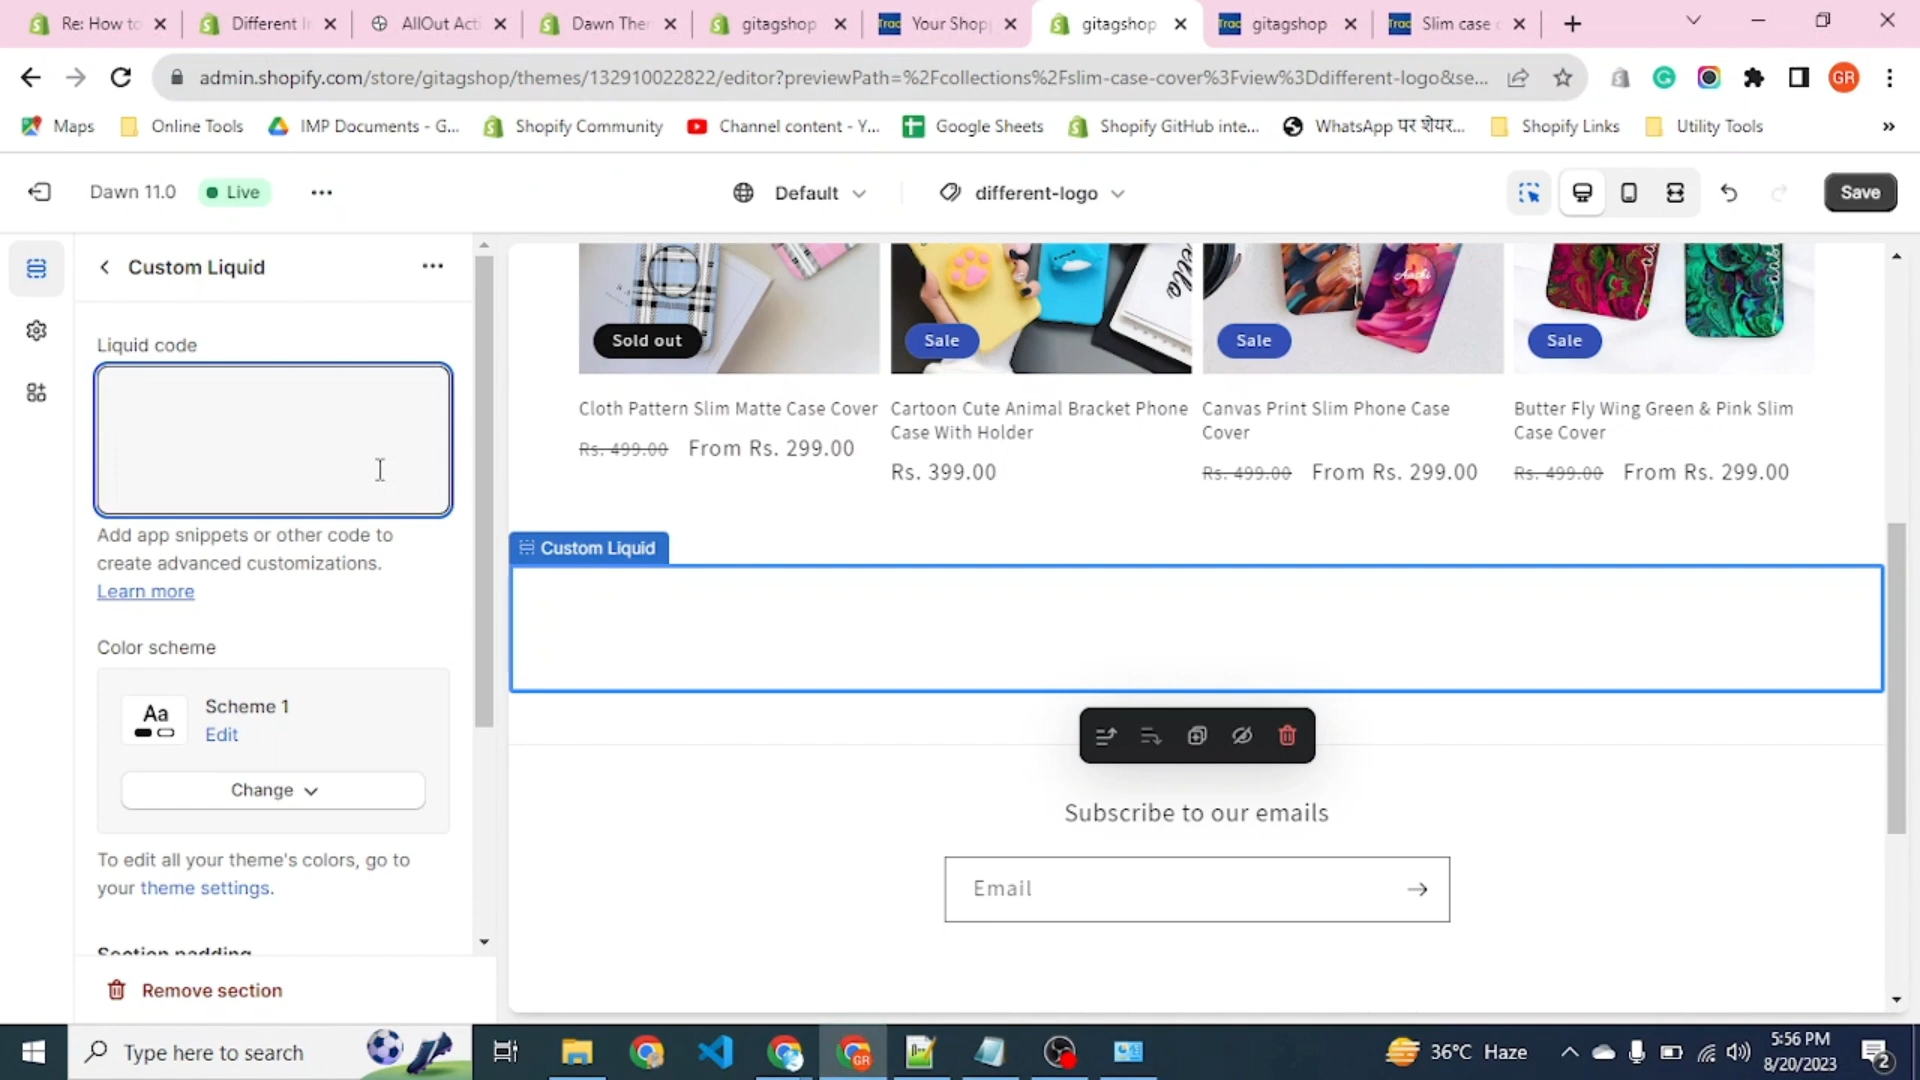 Re: How to
Different I
AllOut Acti
Dawn The
gitagshop
Your Shop
gitagshop
gitagshop
Slim case
admin.shopify.com/store/gitagshop/themes/132910022822/editor?previewPath=%2Fcollections%2Fslim-case-cover%3Fview%3Ddifferent-logo&se...
GR
Maps
Online Tools
IMP Documents - G...
Shopify Community
Channel content - Y...
Google Sheets
Shopify GitHub inte...
WhatsApp पर शेयर...
Shopify Links
Utility Tools
»
Dawn 11.0
Live
Default
different-logo
Save
Custom Liquid
Liquid code
Add app snippets or other code to
create advanced customizations.
Learn more
Color scheme
Aa
Scheme 1
Edit
Change
To edit all your theme's colors, go to
your theme settings.
Section padding
Remove section
Sold out
Sale
Sale
Sale
Cloth Pattern Slim Matte Case Cover
Rs. 499.00 From Rs. 299.00
Cartoon Cute Animal Bracket Phone
Case With Holder
Rs. 399.00
Canvas Print Slim Phone Case
Cover
Rs. 499.00 From Rs. 299.00
Butter Fly Wing Green & Pink Slim
Case Cover
Rs. 499.00 From Rs. 299.00
Custom Liquid
Subscribe to our emails
Email
Type here to search
GR
36°C Haze
5:56 PM
8/20/2023
2